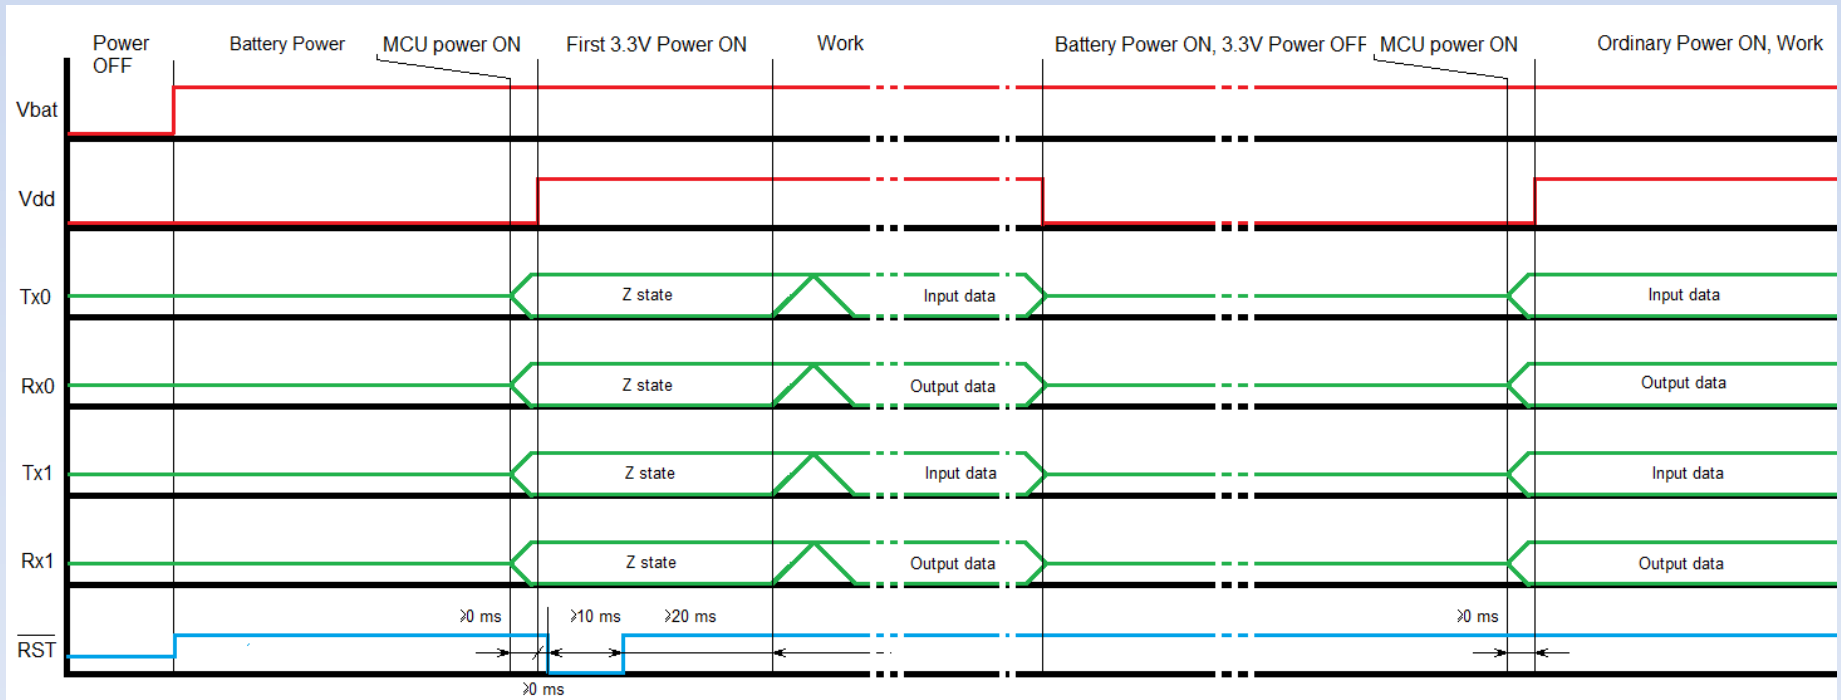 Power
OFF
Battery Power
MCU power ON
First 3.3V Power ON
Work
Battery Power ON, 3.3V Power OFF
MCU power ON
Ordinary Power ON, Work
Vbat
Vdd
Tx0
Z state
Input data
Input data
Rx0
Z state
Output data
Output data
Tx1
Z state
Input data
Input data
Rx1
Z state
Output data
Output data
⩾0 ms
⩾10 ms
⩾20 ms
⩾0 ms
RST
⩾0 ms